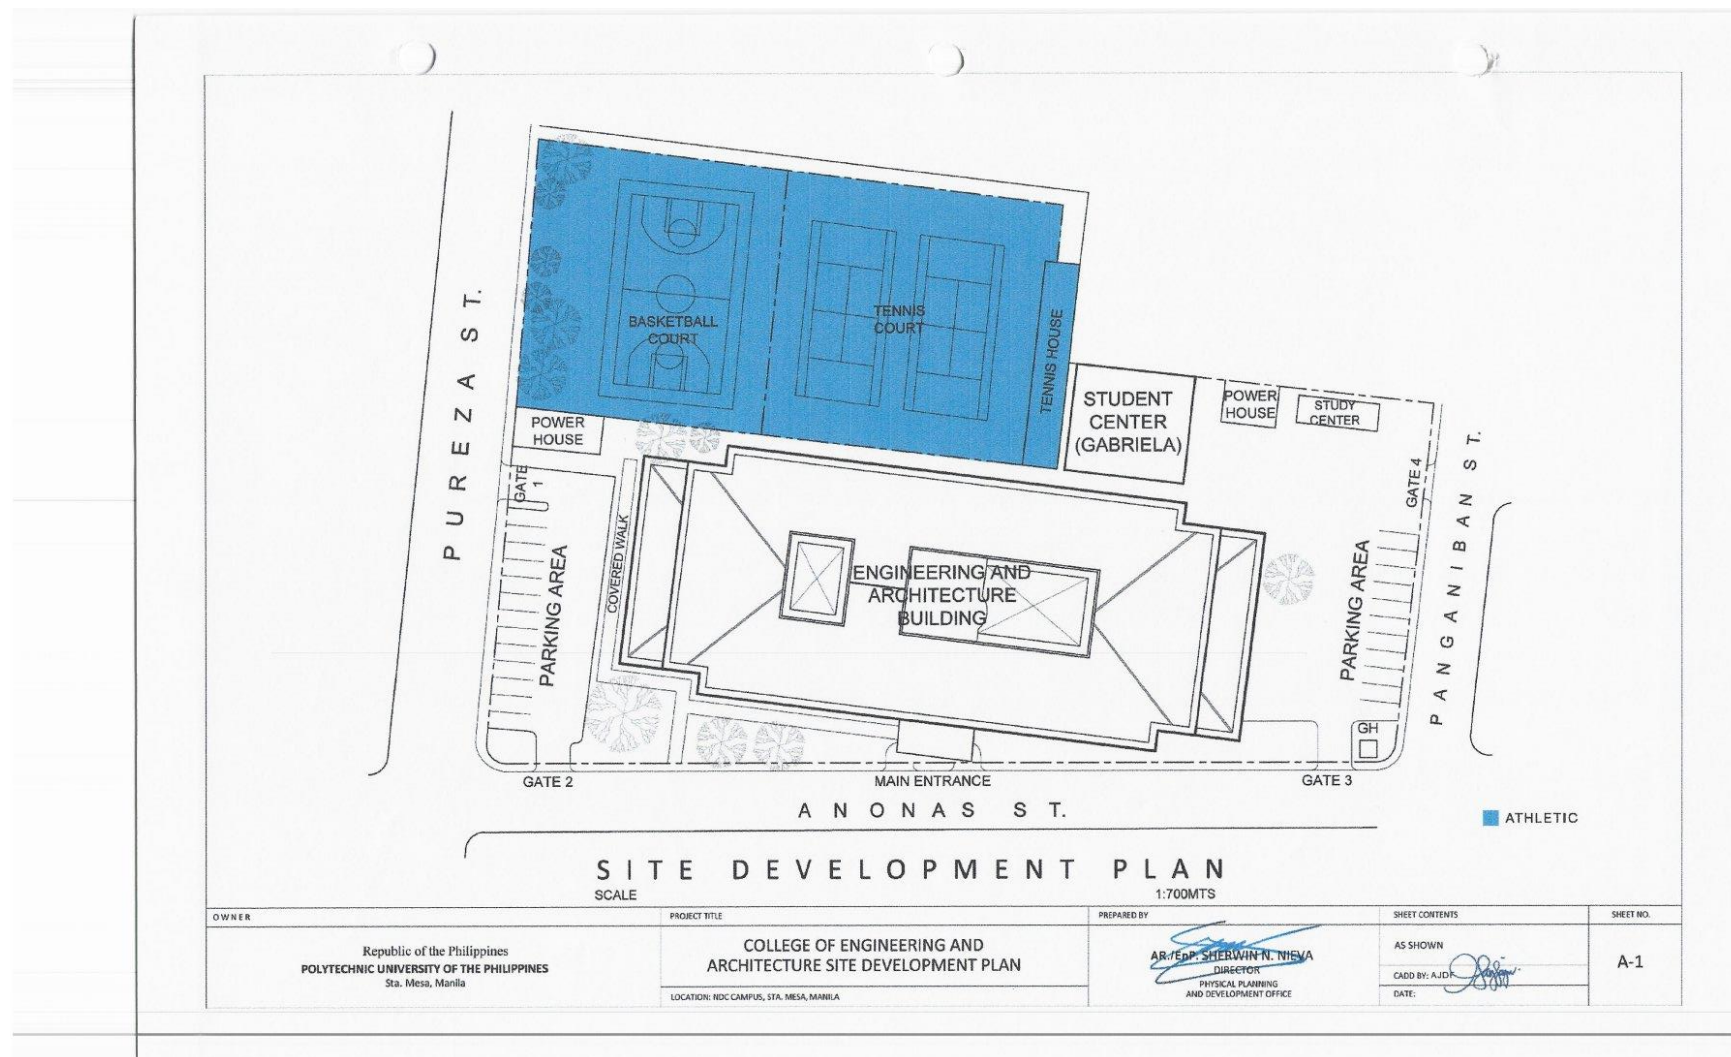 PUREZA ST.
BASKETBALL
COURT
TENNIS
COURT
TENNIS HOUSE
POWER
HOUSE
STUDENT
CENTER
(GABRIELA)
POWER
HOUSE
STUDY
CENTER
GATE
1
GATE 4
PANGANIBAN ST.
COVERED WALK
PARKING AREA
ENGINEERING AND
ARCHITECTURE
BUILDING
PARKING AREA
GH
GATE 2
MAIN ENTRANCE
GATE 3
ANONAS ST.
ATHLETIC
SITE DEVELOPMENT PLAN
SCALE 1:700MTS
OWNER
Republic of the Philippines
POLYTECHNIC UNIVERSITY OF THE PHILIPPINES
Sta. Mesa, Manila
PROJECT TITLE
COLLEGE OF ENGINEERING AND
ARCHITECTURE SITE DEVELOPMENT PLAN
LOCATION: NDC CAMPUS, STA. MESA, MANILA
PREPARED BY
AR./EnP. SHERWIN N. NIEVA
DIRECTOR
PHYSICAL PLANNING
AND DEVELOPMENT OFFICE
SHEET CONTENTS
AS SHOWN
CADD BY: AJDF
DATE:
SHEET NO.
A-1